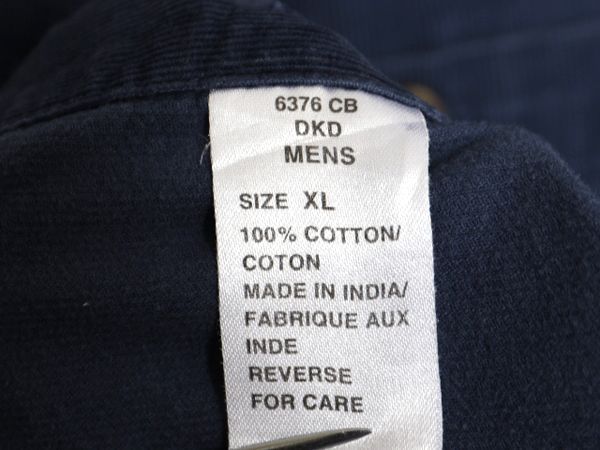 6376 CB
DKD
MENS
SIZE XL
100% COTTON/
COTON
MADE IN INDIA/
FABRIQUE AUX
INDE
REVERSE
FOR CARE